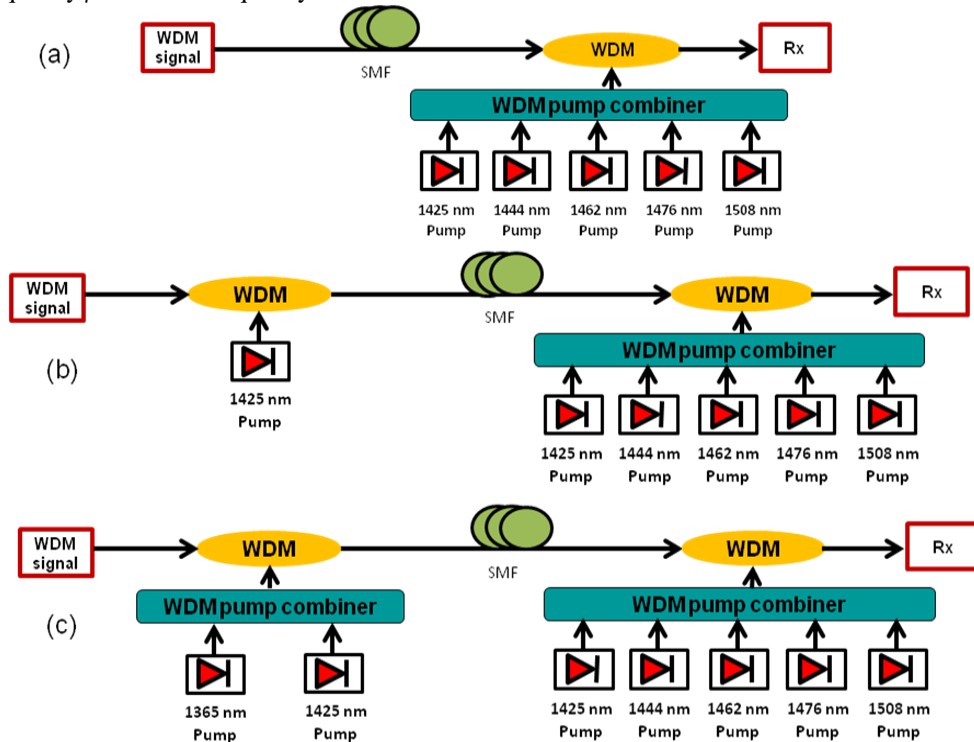 WDM
signal
(a)
SMF
WDM
Rx
WDM pump combiner
1425 nm
Pump
1444 nm
Pump
1462 nm
Pump
1476 nm
Pump
1508 nm
Pump
WDM
signal
WDM
SMF
WDM
Rx
(b)
1425 nm
Pump
WDM pump combiner
1425 nm
Pump
1444 nm
Pump
1462 nm
Pump
1476 nm
Pump
1508 nm
Pump
WDM
signal
WDM
SMF
WDM
Rx
(c)
WDM pump combiner
1365 nm
Pump
1425 nm
Pump
WDM pump combiner
1425 nm
Pump
1444 nm
Pump
1462 nm
Pump
1476 nm
Pump
1508 nm
Pump